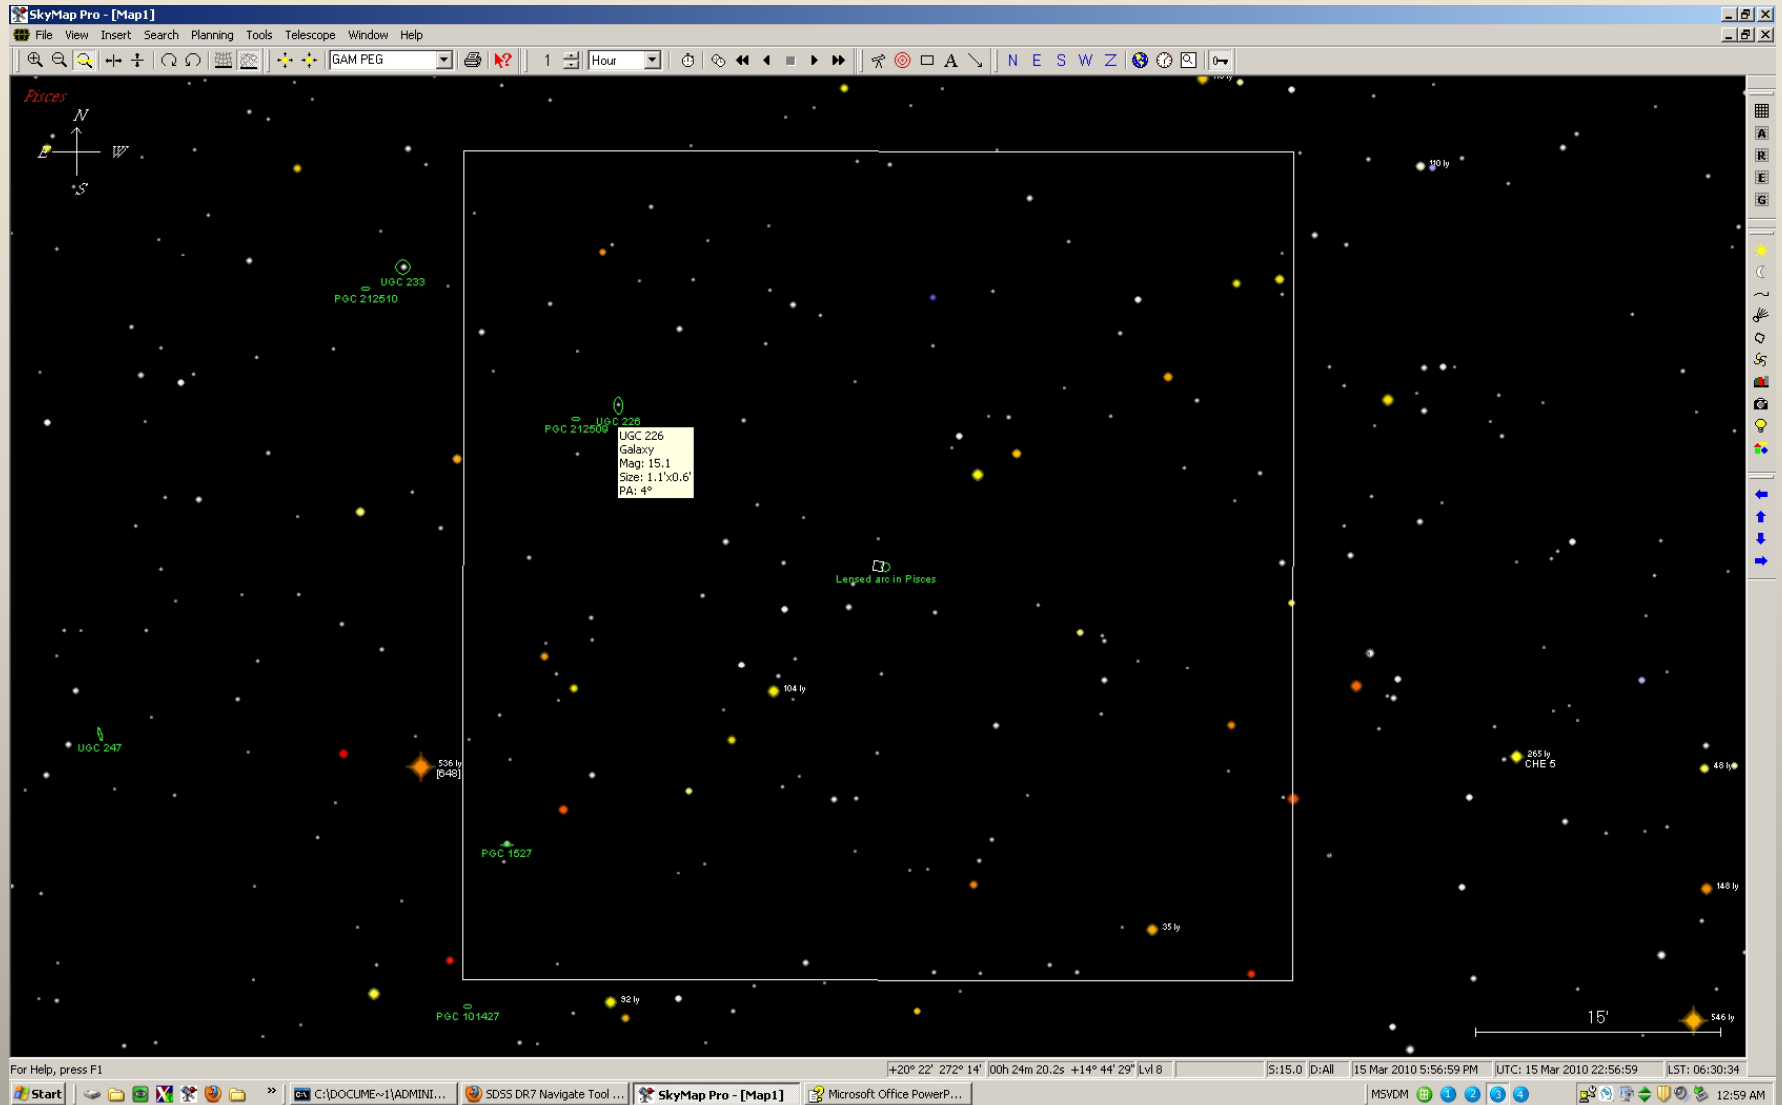 SkyMap Pro - [Map1]
File View Insert Search Planning Tools Telescope Window Help
GAM PEG 1 Hour A N E S W Z
Pisces
N
E W
S
A
R
E
G
110 ly
UGC 233
PGC 212510
UGC 226
PGC 212509
UGC 226
Galaxy
Mag: 15.1
Size: 1.1'x0.6'
PA: 4°
Lensed arc in Pisces
104 ly
UGC 247
536 ly
[648]
265 ly
CHE 5
48 ly
PGC 1527
148 ly
35 ly
92 ly
PGC 101427
15'
546 ly
For Help, press F1 +20° 22' 272° 14' 00h 24m 20.2s +14° 44' 29" Lvl 8 S:15.0 D:All 15 Mar 2010 5:56:59 PM UTC: 15 Mar 2010 22:56:59 LST: 06:30:34
Start » C:\DOCUME~1\ADMINI... SDSS DR7 Navigate Tool ... SkyMap Pro - [Map1] Microsoft Office PowerP... MSVDM 1 2 3 4 12:59 AM